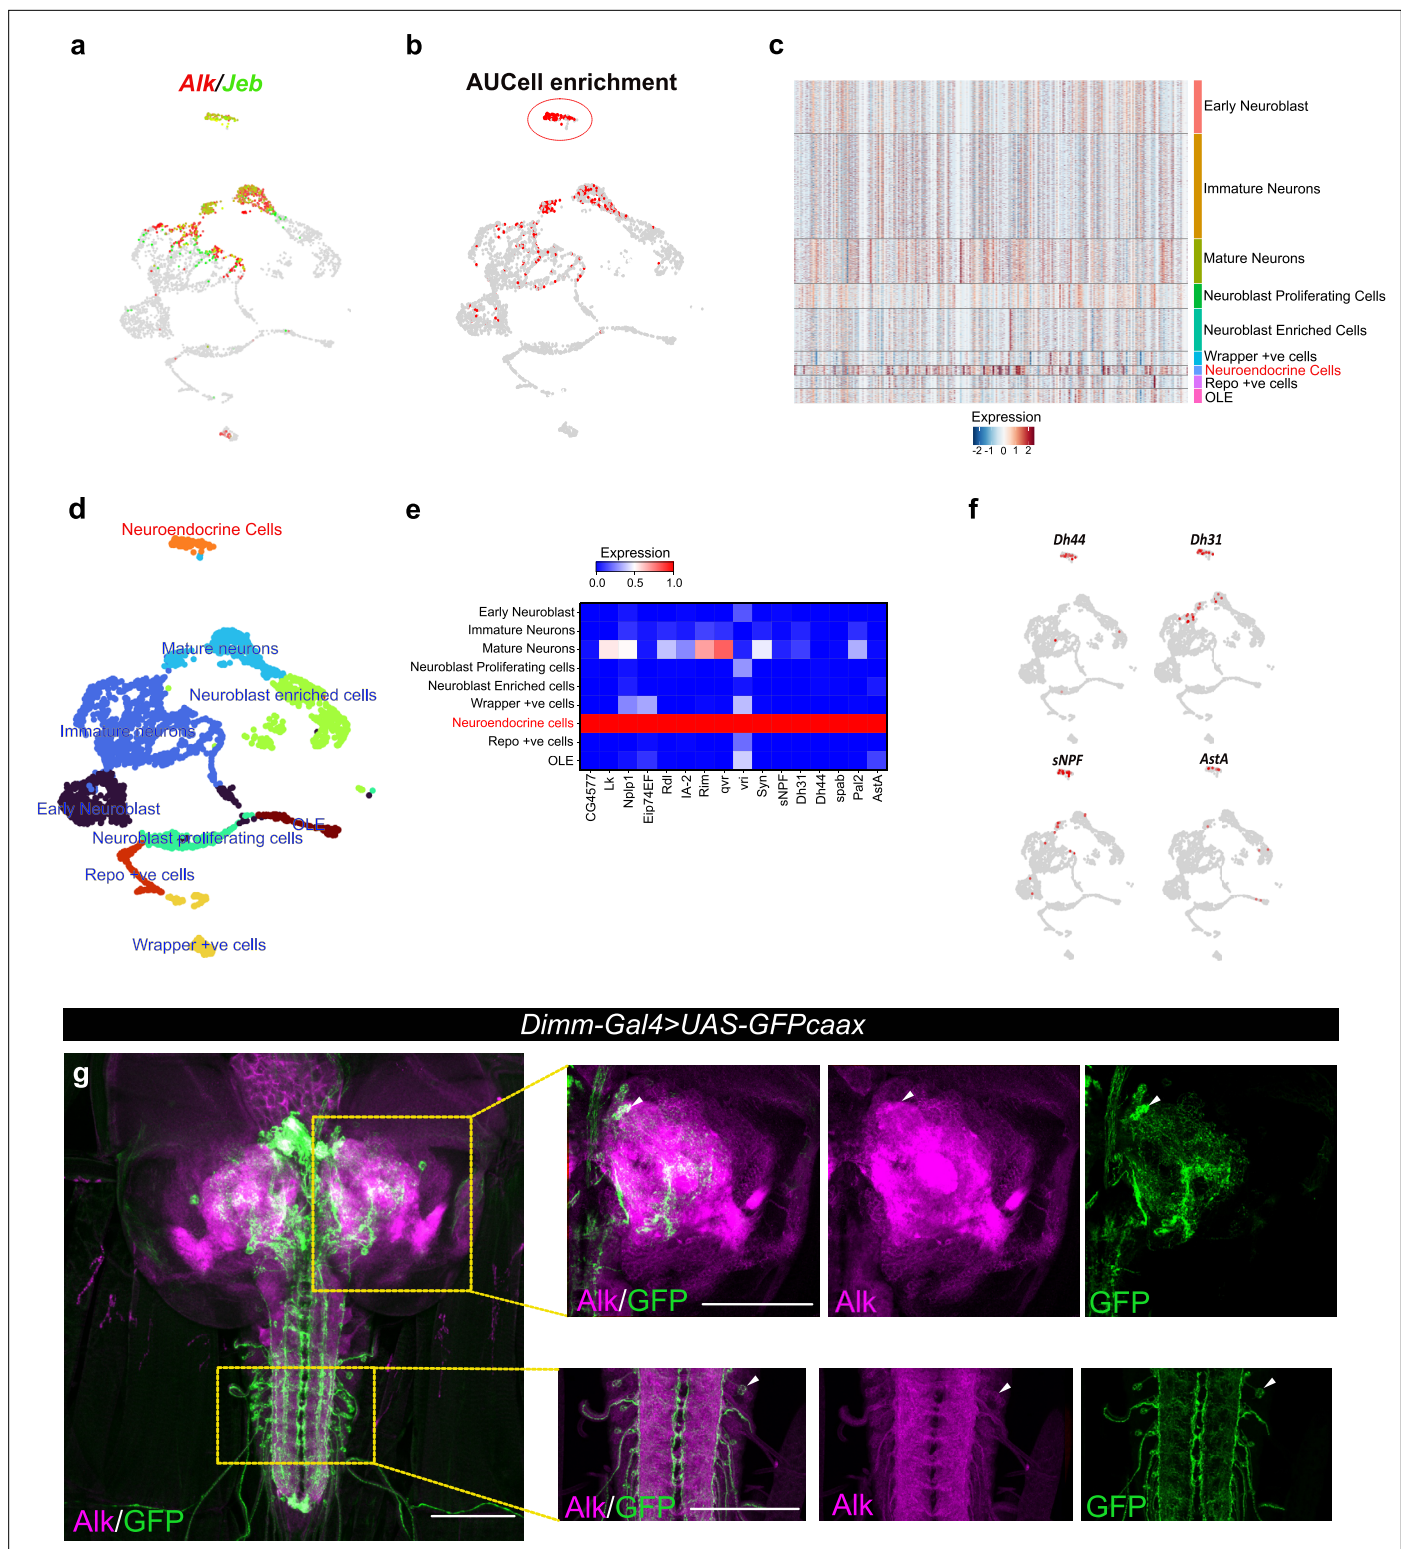 a
Alk/Jeb
b
AUCell enrichment
c
Early Neuroblast
Immature Neurons
Mature Neurons
Neuroblast Proliferating Cells
Neuroblast Enriched Cells
Wrapper +ve cells
Neuroendocrine Cells
Repo +ve cells
OLE
Expression
-2 -1 0 1 2
d
Neuroendocrine Cells
Mature neurons
Neuroblast enriched cells
Immature neurons
Early Neuroblast
OLE
Neuroblast proliferating cells
Repo +ve cells
Wrapper +ve cells
e
Expression
0.0 0.5 1.0
Early Neuroblast
Immature Neurons
Mature Neurons
Neuroblast Proliferating cells
Neuroblast Enriched cells
Wrapper +ve cells
Neuroendocrine cells
Repo +ve cells
OLE
CG4577
Lk
Nplp1
Eip74EF
Rdl
IA-2
Rim
qvr
vri
Syn
sNPF
Dh31
Dh44
spab
Pal2
AstA
f
Dh44
Dh31
sNPF
AstA
Dimm-Gal4>UAS-GFPcaax
g
Alk/GFP
Alk/GFP
Alk
GFP
Alk/GFP
Alk
GFP